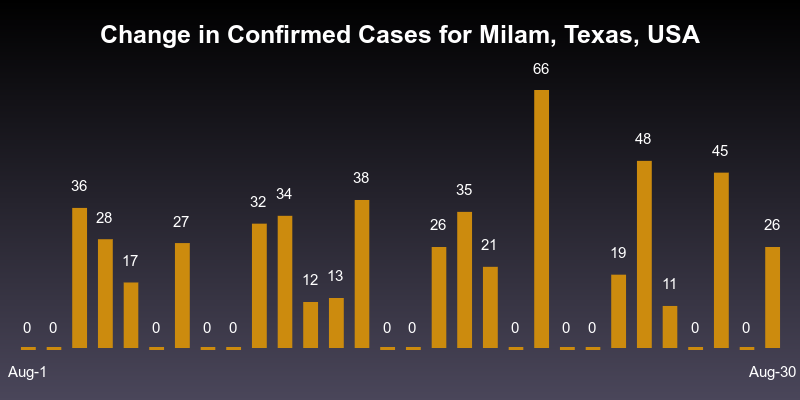 Change in Confirmed Cases for Milam, Texas, USA
0 0 36 28 17 0 27 0 0 32 34 12 13 38 0 0 26 35 21 0 66 0 0 19 48 11 0 45 0 26
Aug-1 Aug-30